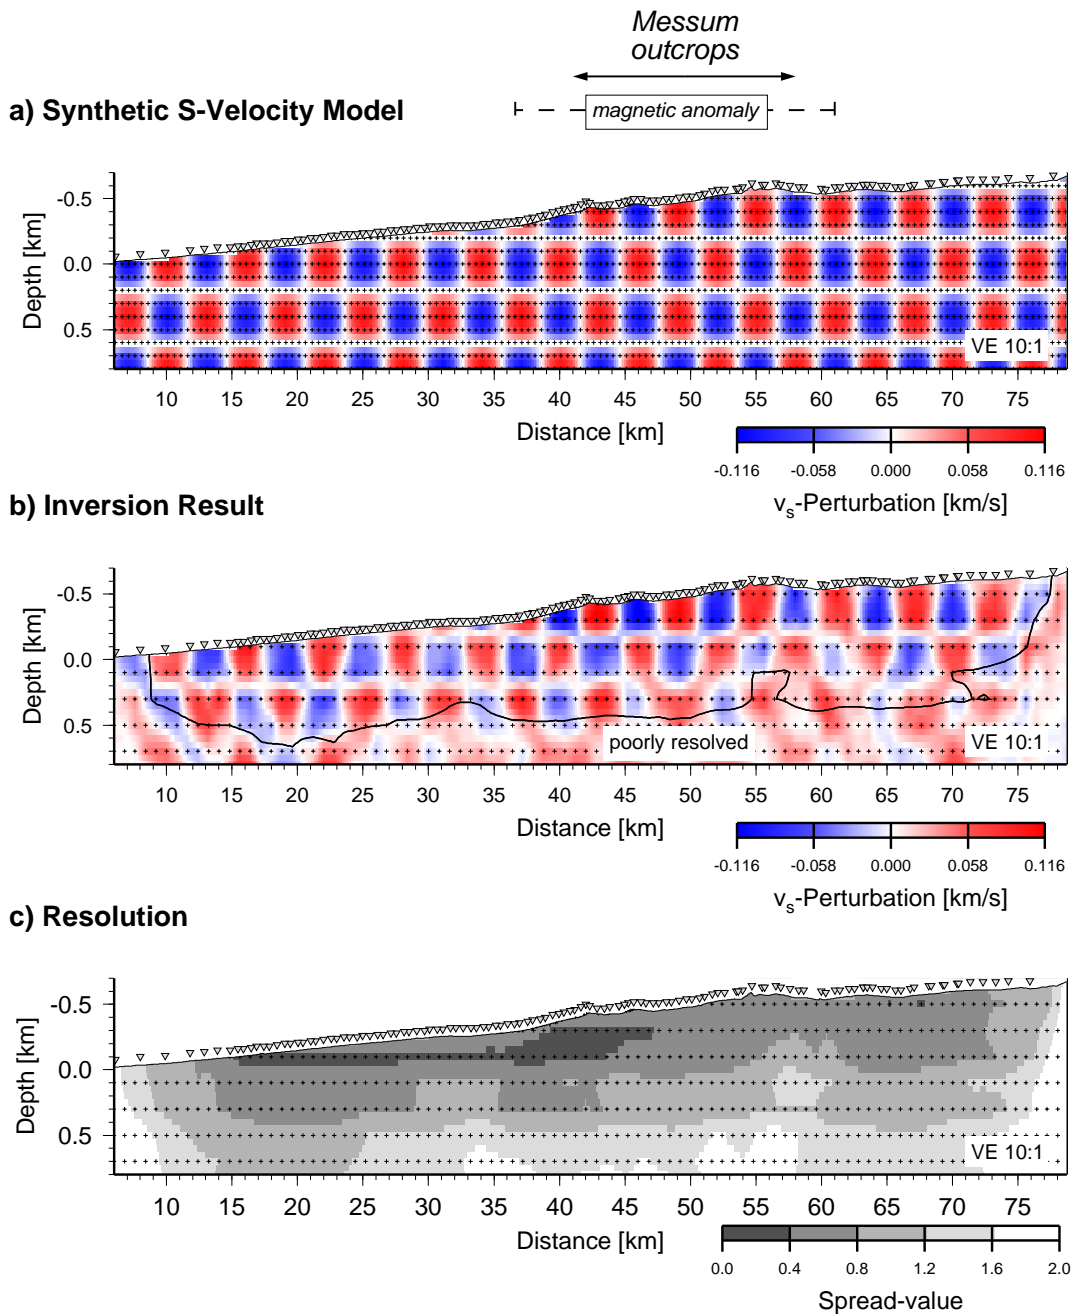 Messum
outcrops
magnetic anomaly
a) Synthetic S-Velocity Model
-0.5
0.0
0.5
Depth [km]
VE 10:1
10 15 20 25 30 35 40 45 50 55 60 65 70 75
Distance [km]
-0.116 -0.058 0.000 0.058 0.116
vs-Perturbation [km/s]
b) Inversion Result
-0.5
0.0
0.5
Depth [km]
poorly resolved
VE 10:1
10 15 20 25 30 35 40 45 50 55 60 65 70 75
Distance [km]
-0.116 -0.058 0.000 0.058 0.116
vs-Perturbation [km/s]
c) Resolution
-0.5
0.0
0.5
Depth [km]
VE 10:1
10 15 20 25 30 35 40 45 50 55 60 65 70 75
Distance [km]
0.0 0.4 0.8 1.2 1.6 2.0
Spread-value